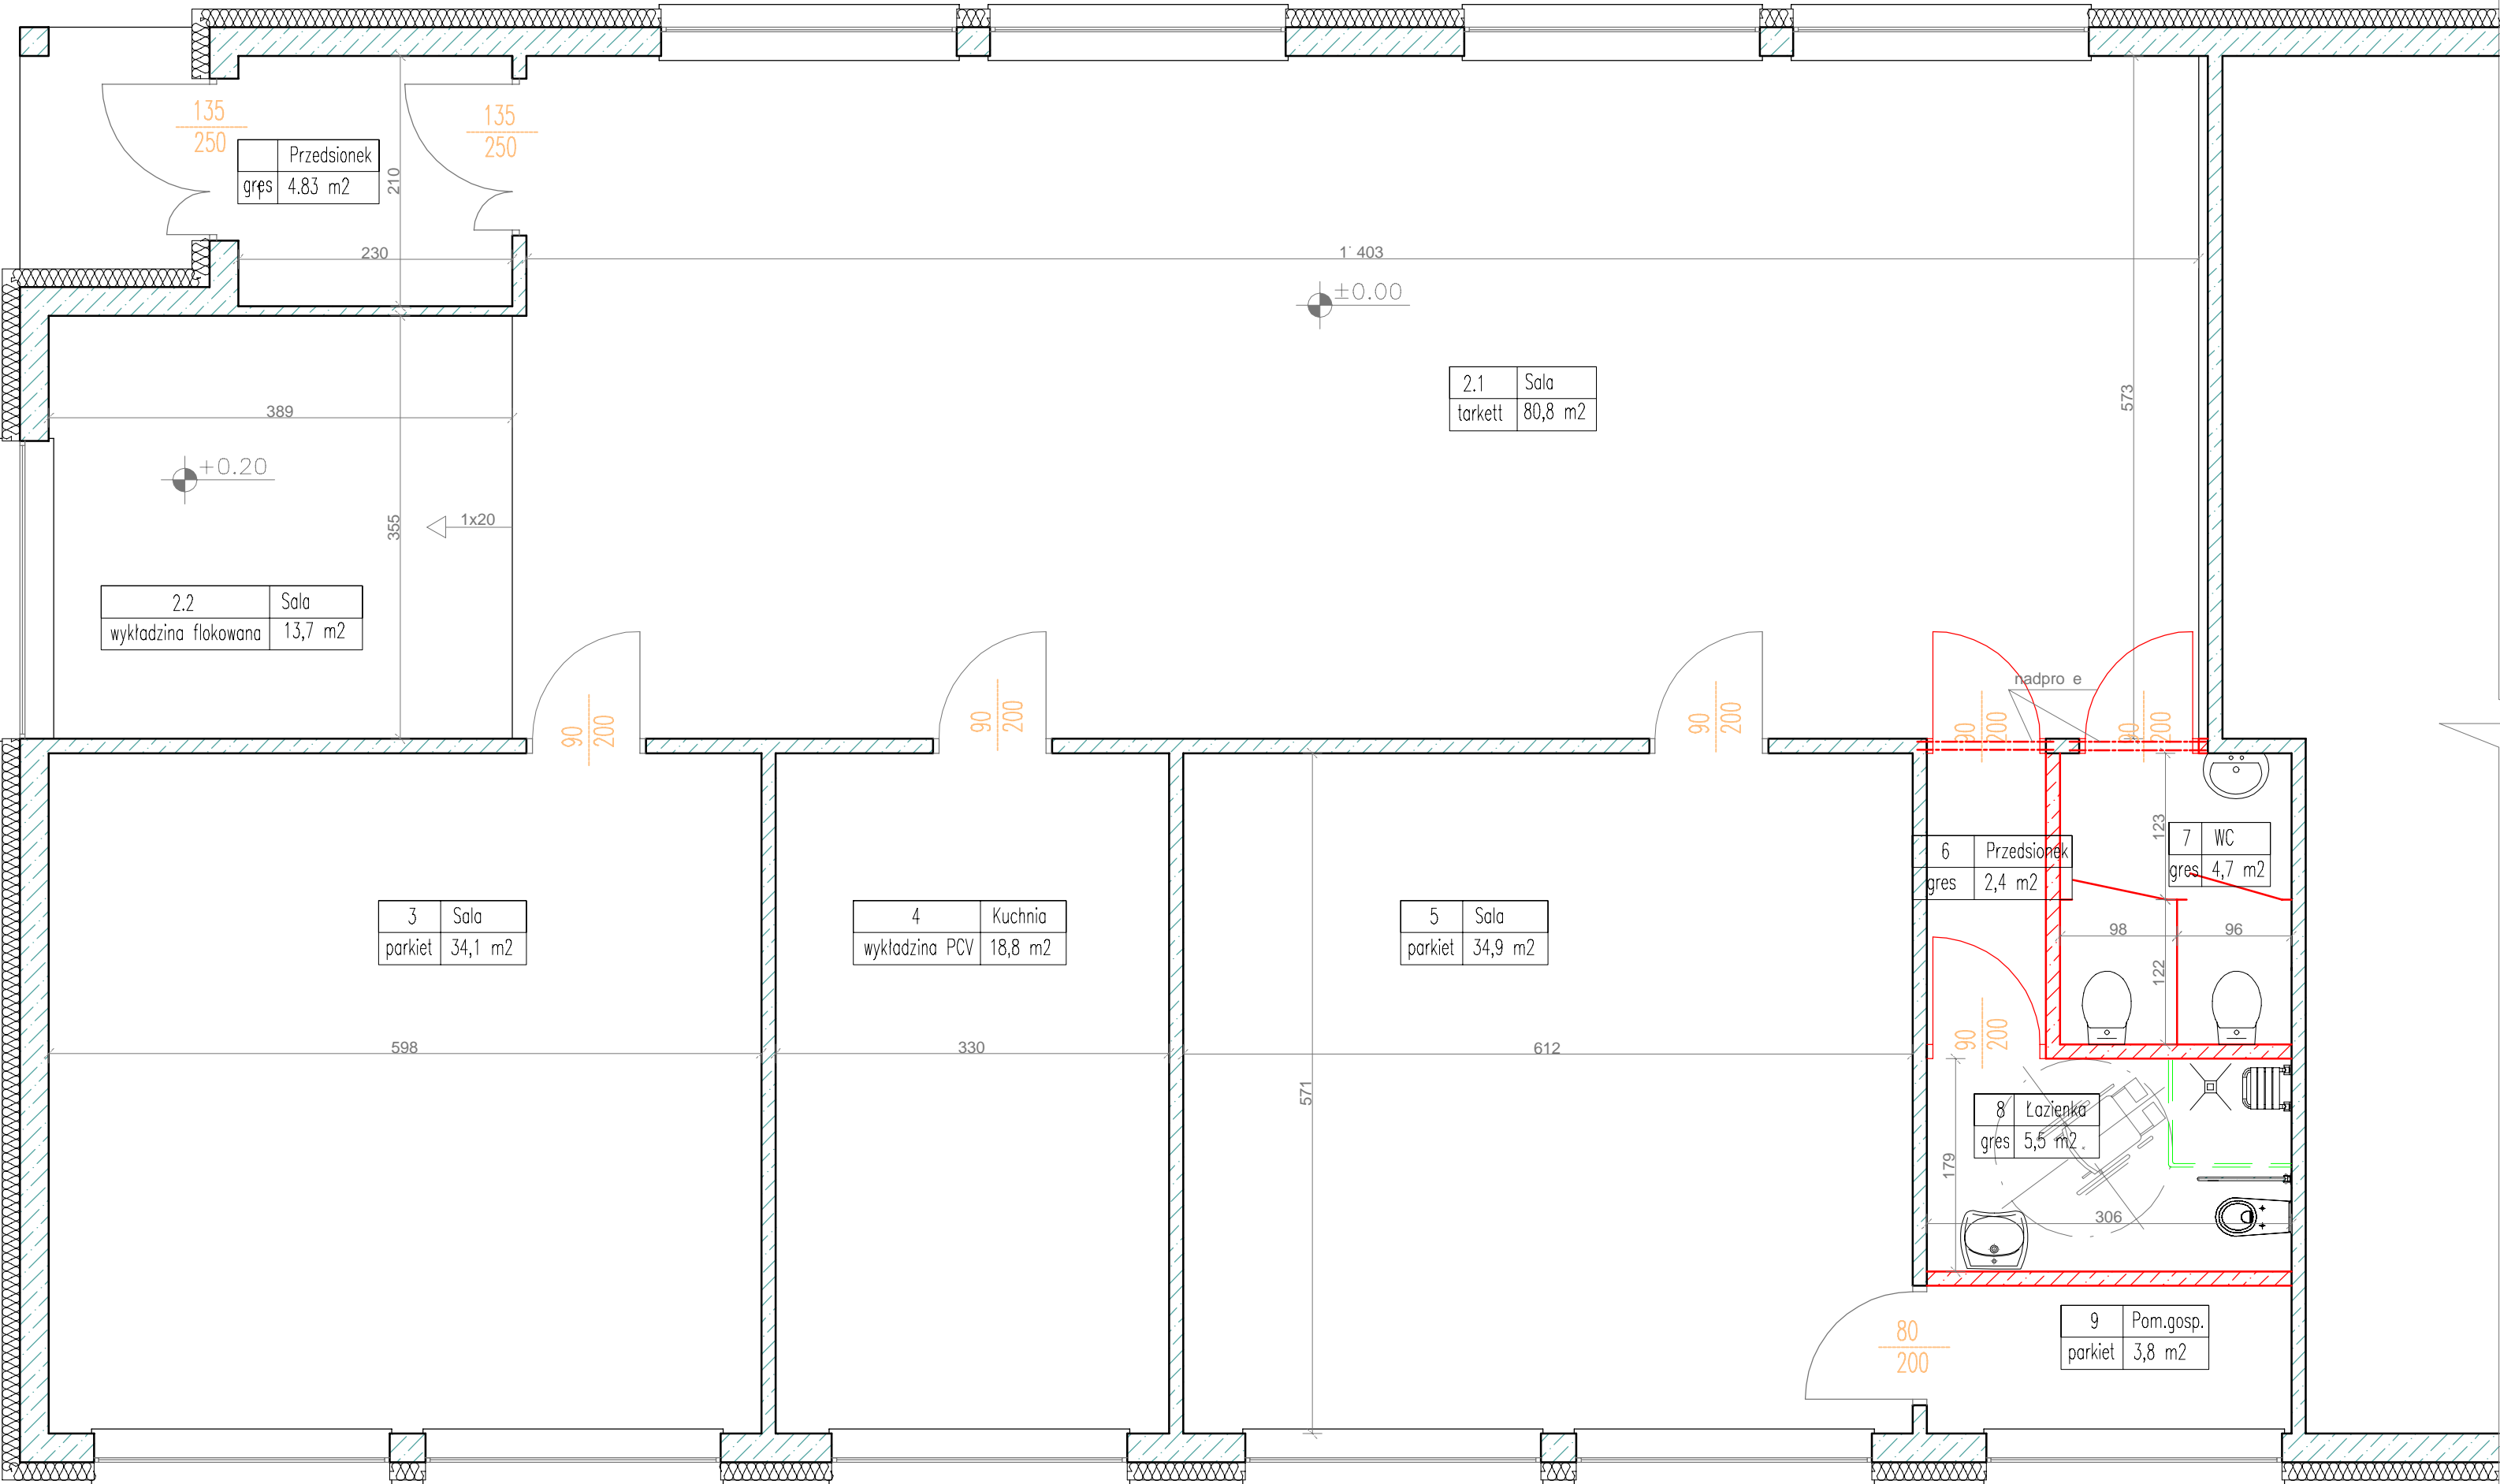 135
250
135
250
Przedsionek
gres 4.83 m2
210
230
1 403
±0.00
2.1 Sala
tarkett 80,8 m2
573
389
+0.20
355
1x20
2.2 Sala
wykładzina flokowana 13,7 m2
90
200
90
200
90
200
nadpro e
90
200
90
200
123
7 WC
gres 4,7 m2
6 Przedsionek
gres 2,4 m2
3 Sala
parkiet 34,1 m2
4 Kuchnia
wykładzina PCV 18,8 m2
5 Sala
parkiet 34,9 m2
98
96
122
90
200
598
330
612
571
8 Łazienka
gres 5,5 m2
179
306
80
200
9 Pom.gosp.
parkiet 3,8 m2